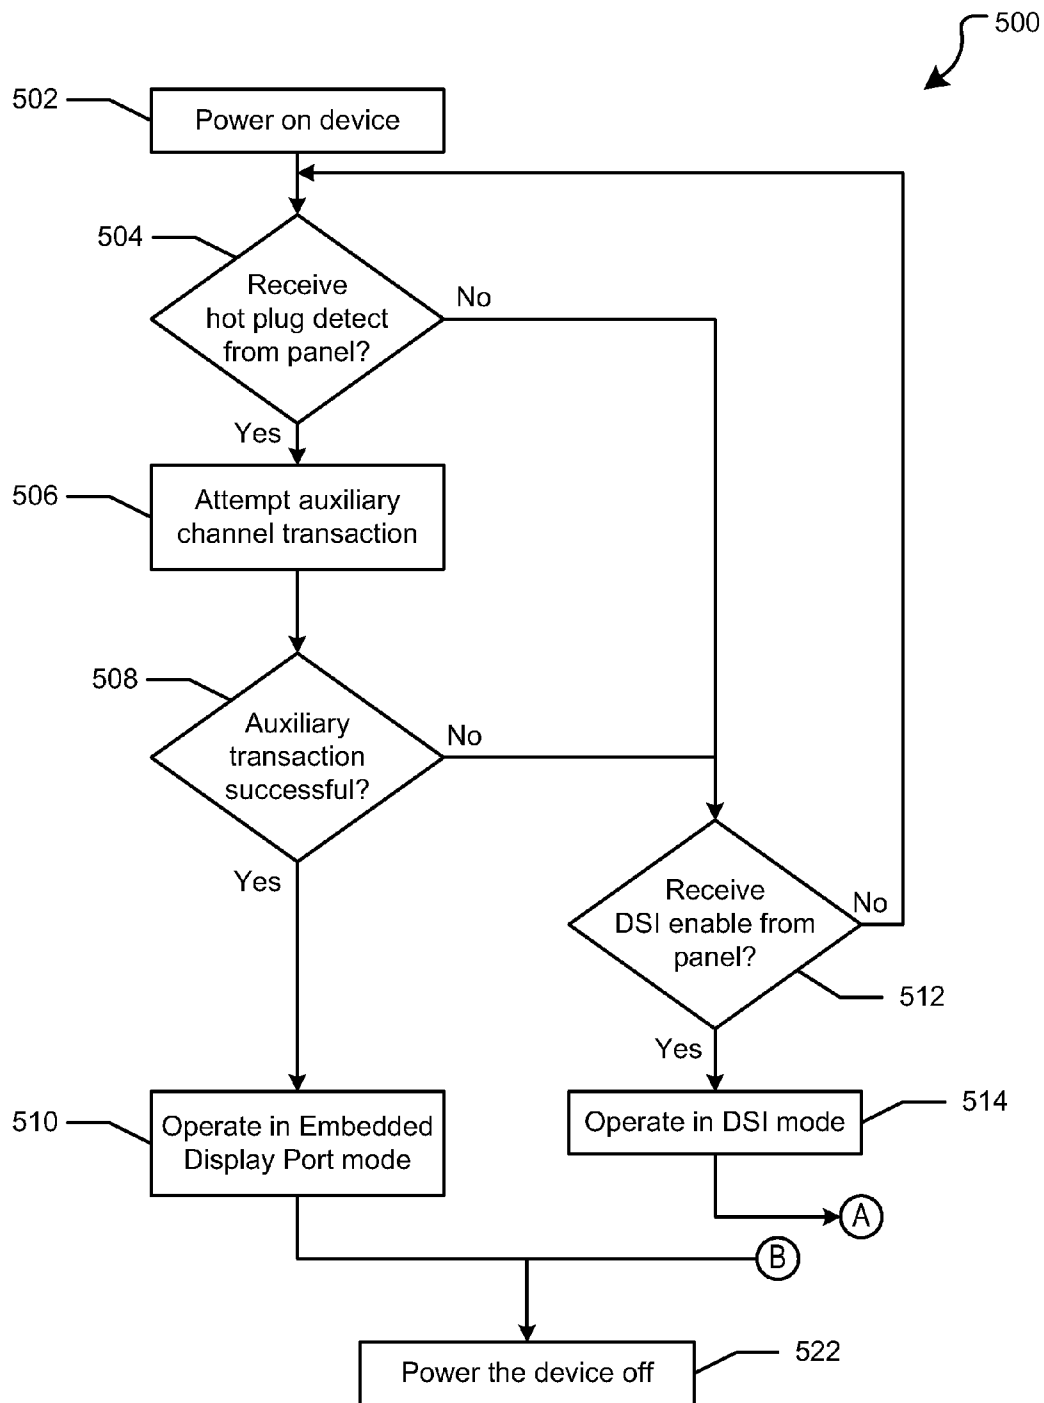 500
502
Power on device
504
Receive
hot plug detect
from panel?
No
Yes
506
Attempt auxiliary
channel transaction
508
Auxiliary
transaction
successful?
No
Yes
Receive
DSI enable from
panel?
No
512
Yes
510
Operate in Embedded
Display Port mode
Operate in DSI mode
514
A
B
Power the device off
522